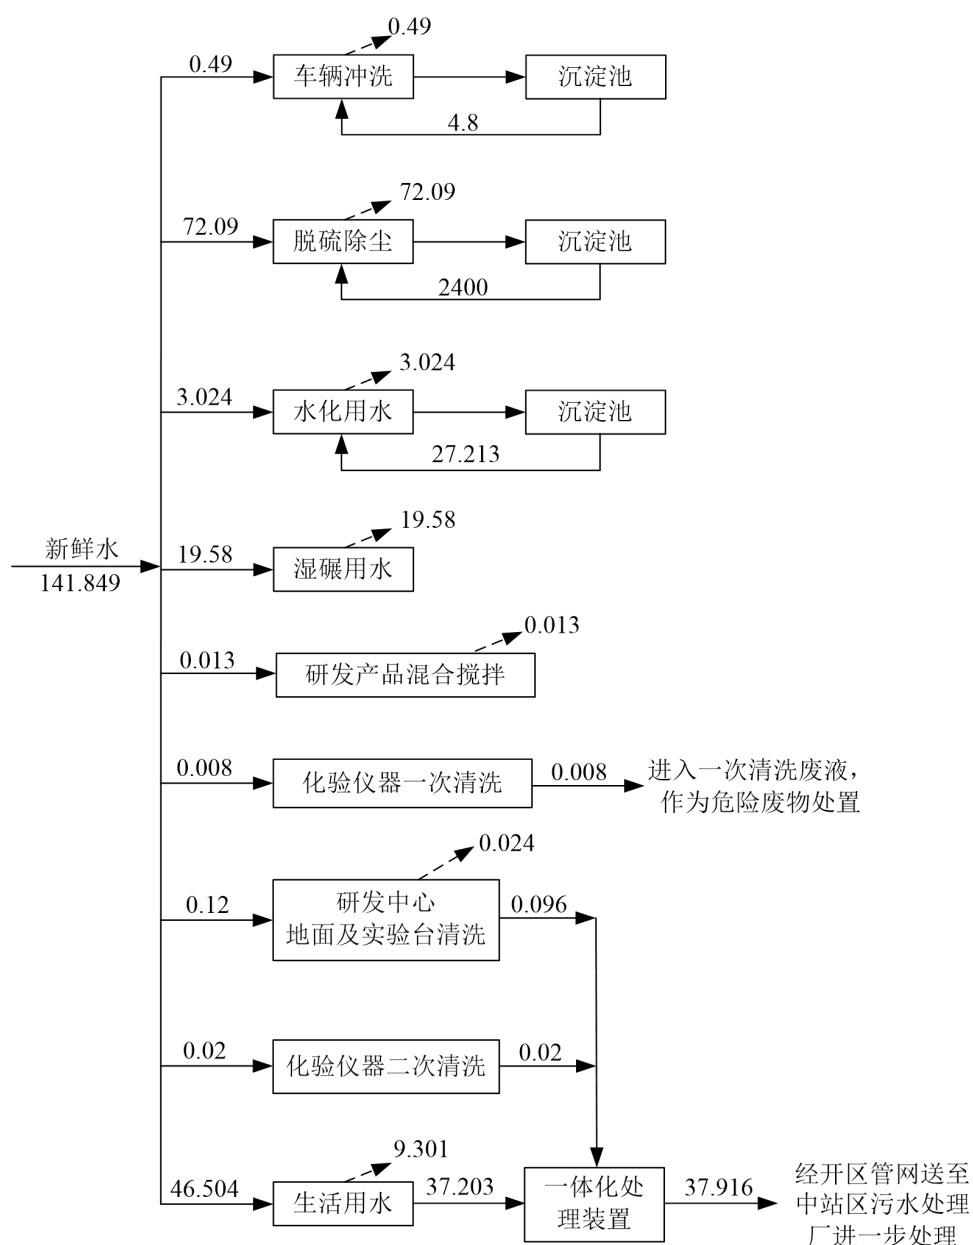 0.49
0.49
车辆冲洗
沉淀池
4.8
72.09
72.09
脱硫除尘
沉淀池
2400
3.024
3.024
水化用水
沉淀池
27.213
新鲜水
141.849
19.58
19.58
湿碾用水
0.013
0.013
研发产品混合搅拌
0.008
化验仪器一次清洗
0.008
进入一次清洗废液，
作为危险废物处置
0.024
0.12
研发中心
地面及实验台清洗
0.096
0.02
化验仪器二次清洗
0.02
9.301
46.504
生活用水
37.203
一体化处
理装置
37.916
经开区管网送至
中站区污水处理
厂进一步处理